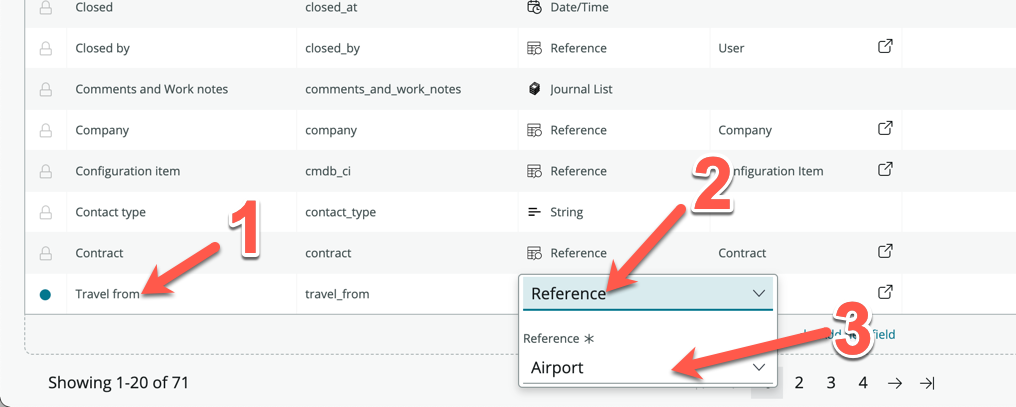 Closed closed_at Date/Time
Closed by closed_by Reference User
Comments and Work notes comments_and_work_notes Journal List
Company company Reference Company
2
Configuration item cmdb_ci Reference nfiguration Item
1
Contact type contact_type String
Contract contract Reference Contract
Travel from travel_from Reference
3
Reference ∗ field
Airport
Showing 1-20 of 71 2 3 4